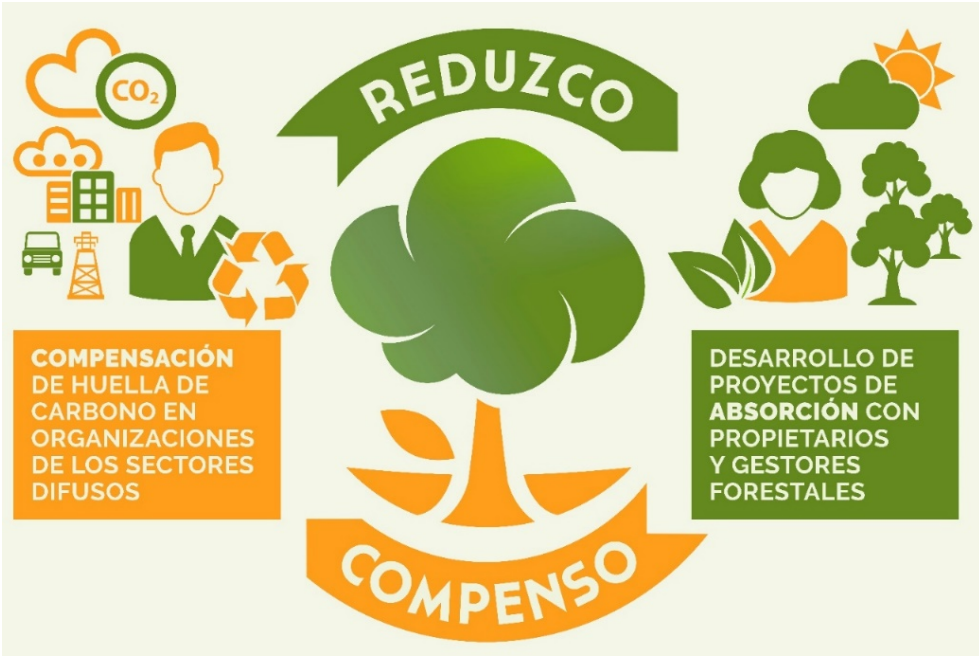 REDUZCO
CO₂
COMPENSACIÓN
DE HUELLA DE
CARBONO EN
ORGANIZACIONES
DE LOS SECTORES
DIFUSOS
DESARROLLO DE
PROYECTOS DE
ABSORCIÓN CON
PROPIETARIOS
Y GESTORES
FORESTALES
COMPENSO